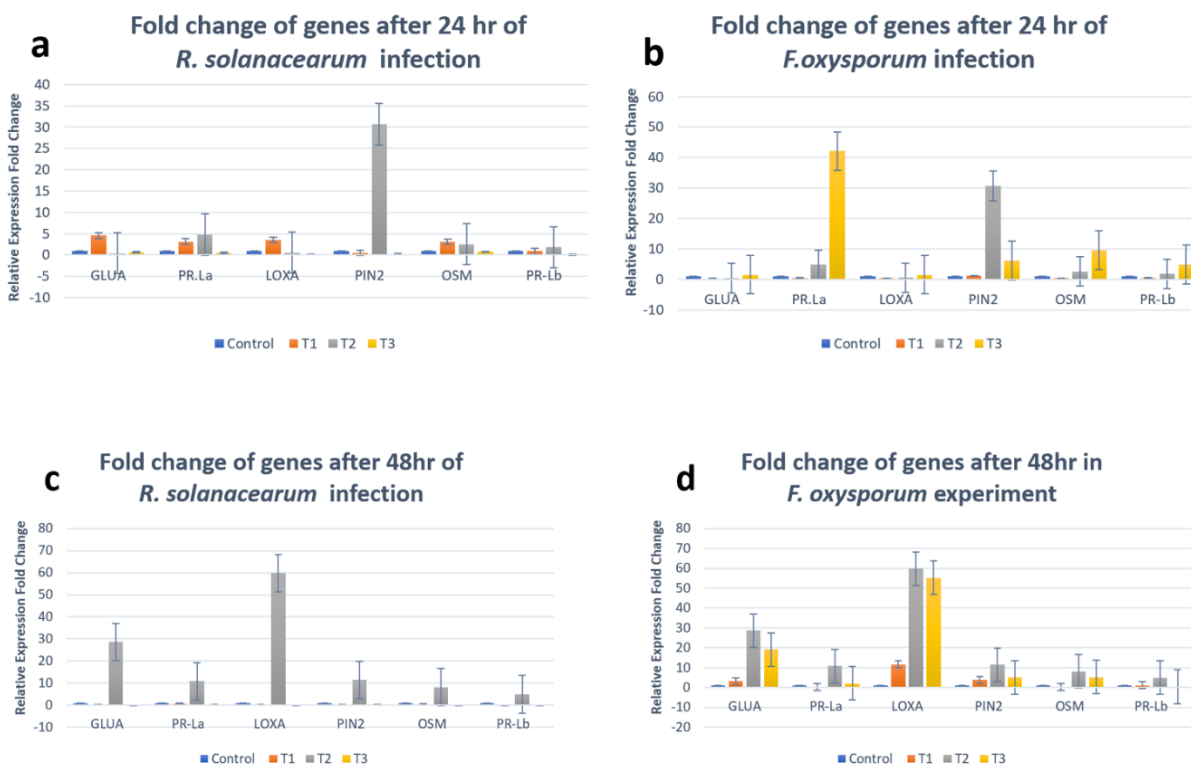 a
Fold change of genes after 24 hr of
R. solanacearum infection
Relative Expression Fold Change
40
35
30
25
20
15
10
5
0
-5
-10
GLUA PR.La LOXA PIN2 OSM PR-Lb
Control T1 T2 T3
b
Fold change of genes after 24 hr of
F.oxysporum infection
Relative Expression Fold Change
60
50
40
30
20
10
0
-10
GLUA PR.La LOXA PIN2 OSM PR-Lb
Control T1 T2 T3
c
Fold change of genes after 48hr of
R. solanacearum infection
Relative Expression Fold Change
80
70
60
50
40
30
20
10
0
-10
GLUA PR-La LOXA PIN2 OSM PR-Lb
Control T1 T2 T3
d
Fold change of genes after 48hr in
F. oxysporum experiment
Relative Expression Fold Change
80
70
60
50
40
30
20
10
0
-10
-20
GLUA PR-La LOXA PIN2 OSM PR-Lb
Control T1 T2 T3